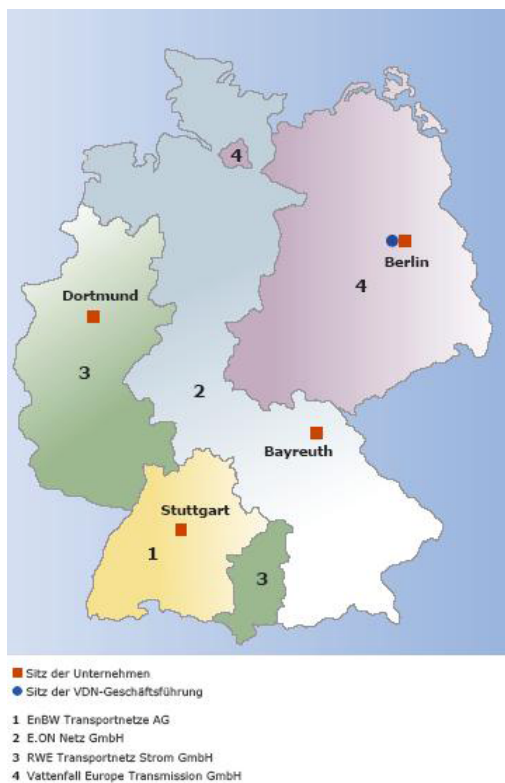 4
Berlin
4
Dortmund
3
2
Bayreuth
Stuttgart
1
3
Sitz der Unternehmen
Sitz der VDN-Geschäftsführung
1 EnBW Transportnetze AG
2 E.ON Netz GmbH
3 RWE Transportnetz Strom GmbH
4 Vattenfall Europe Transmission GmbH